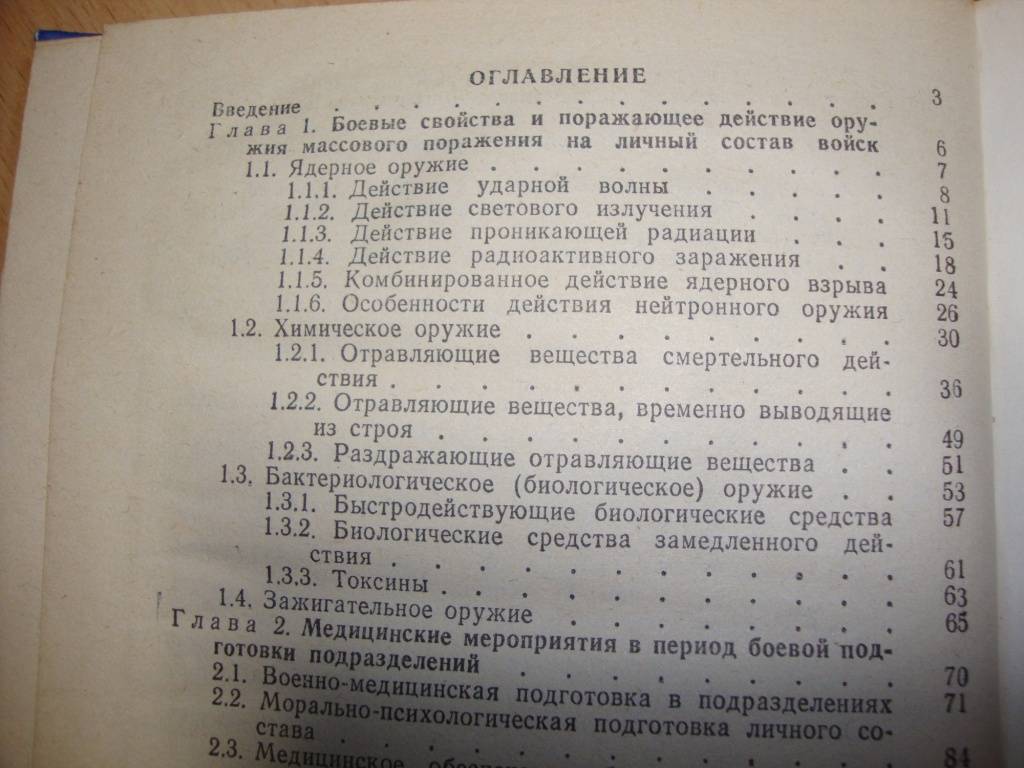 ОГЛАВЛЕНИЕ
Введение . . . . . . . . . . . . . . 3
Глава 1. Боевые свойства и поражающее действие ору-
жия массового поражения на личный состав войск 6
1.1. Ядерное оружие . . . . . . . . . . 7
1.1.1. Действие ударной волны . . . . . 8
1.1.2. Действие светового излучения . . . . 11
1.1.3. Действие проникающей радиации . . . 15
1.1.4. Действие радиоактивного заражения . . 18
1.1.5. Комбинированное действие ядерного взрыва 24
1.1.6. Особенности действия нейтронного оружия 26
1.2. Химическое оружие . . . . . . . . . 30
1.2.1. Отравляющие вещества смертельного дей-
ствия . . . . . . . . . . . . 36
1.2.2. Отравляющие вещества, временно выводящие
из строя . . . . . . . . . . . 49
1.2.3. Раздражающие отравляющие вещества . . 51
1.3. Бактериологическое (биологическое) оружие . . 53
1.3.1. Быстродействующие биологические средства 57
1.3.2. Биологические средства замедленного дей-
ствия . . . . . . . . . . . . 61
1.3.3. Токсины . . . . . . . . . . . 63
1.4. Зажигательное оружие . . . . . . . . 65
Глава 2. Медицинские мероприятия в период боевой под-
готовки подразделений . . . . . . . . . 70
2.1. Военно-медицинская подготовка в подразделениях 71
2.2. Морально-психологическая подготовка личного со-
става . . . . . . . . . . . . . 84
2.3. Медицинское